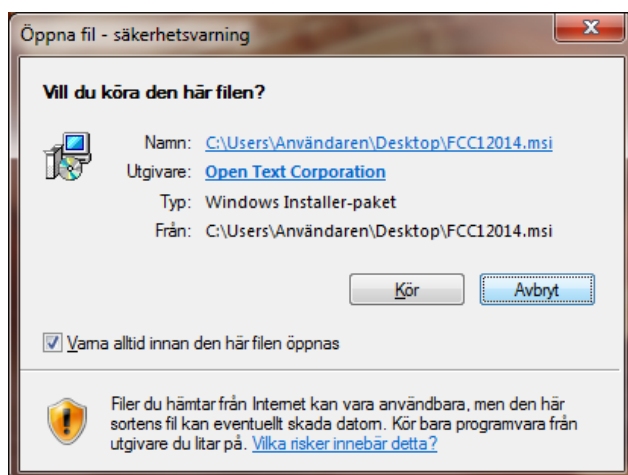 Öppna fil - säkerhetsvarning
X
Vill du köra den här filen?
Namn: C:\Users\Användaren\Desktop\FCC12014.msi
Utgivare: Open Text Corporation
Typ: Windows Installer-paket
Från: C:\Users\Användaren\Desktop\FCC12014.msi
Kör Avbryt
Varna alltid innan den här filen öppnas
Filer du hämtar från Internet kan vara användbara, men den här
sortens fil kan eventuellt skada datorn. Kör bara programvara från
utgivare du litar på. Vilka risker innebär detta?